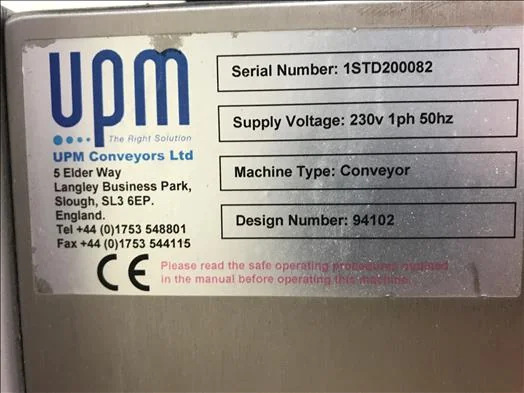 upm
The Right Solution
UPM Conveyors Ltd
5 Elder Way
Langley Business Park,
Slough, SL3 6EP.
England.
Tel +44 (0)1753 548801
Fax +44 (0)1753 544115
CE
Serial Number: 1STD200082
Supply Voltage: 230v 1ph 50hz
Machine Type: Conveyor
Design Number: 94102
Please read the safe operating procedures outlined
in the manual before operating this machine.